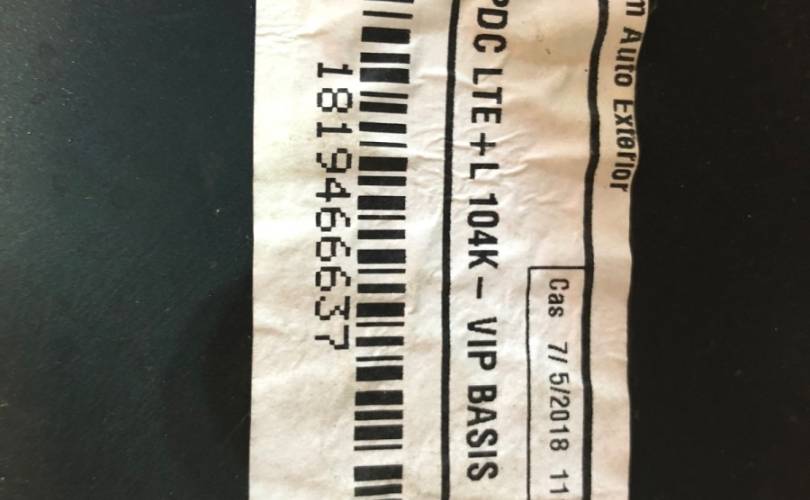 m Auto Exterior
Cas 7/ 5/2018 11
PDC LTE+L 104K – VIP BASIS
1819466637